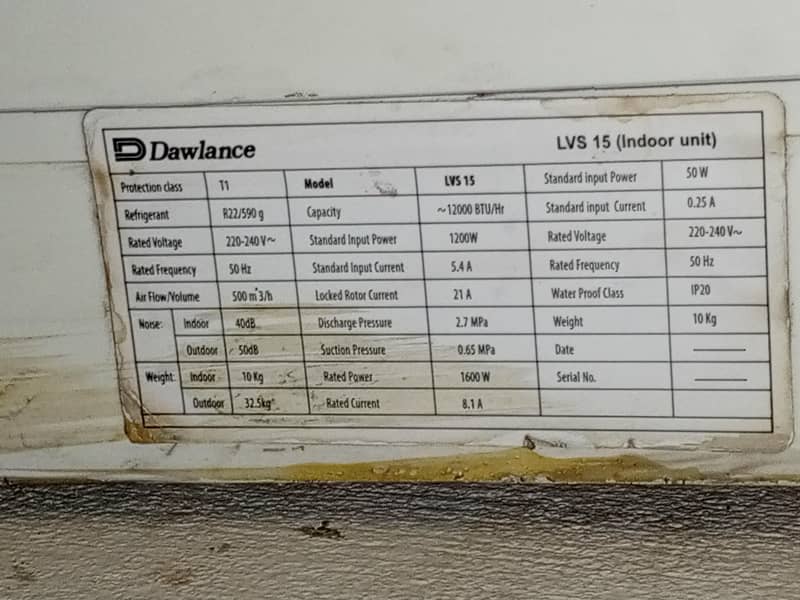 Dawlance LVS 15 (Indoor unit)
Protection class T1 Model LVS 15 Standard input Power 50 W
Refrigerant R22/590 g Capacity ~12000 BTU/Hr Standard input Current 0.25 A
Rated Voltage 220-240 V~ Standard Input Power 1200W Rated Voltage 220-240 V~
Rated Frequency 50 Hz Standard Input Current 5.4 A Rated Frequency 50 Hz
Air Flow/Volume 500 m³3/h Locked Rotor Current 21 A Water Proof Class IP20
Noise: Indoor 40dB Discharge Pressure 2.7 MPa Weight 10 Kg
Outdoor 50dB Suction Pressure 0.65 MPa Date
Weight: Indoor 10 Kg Rated Power 1600 W Serial No.
Outdoor 32.5kg Rated Current 8.1 A